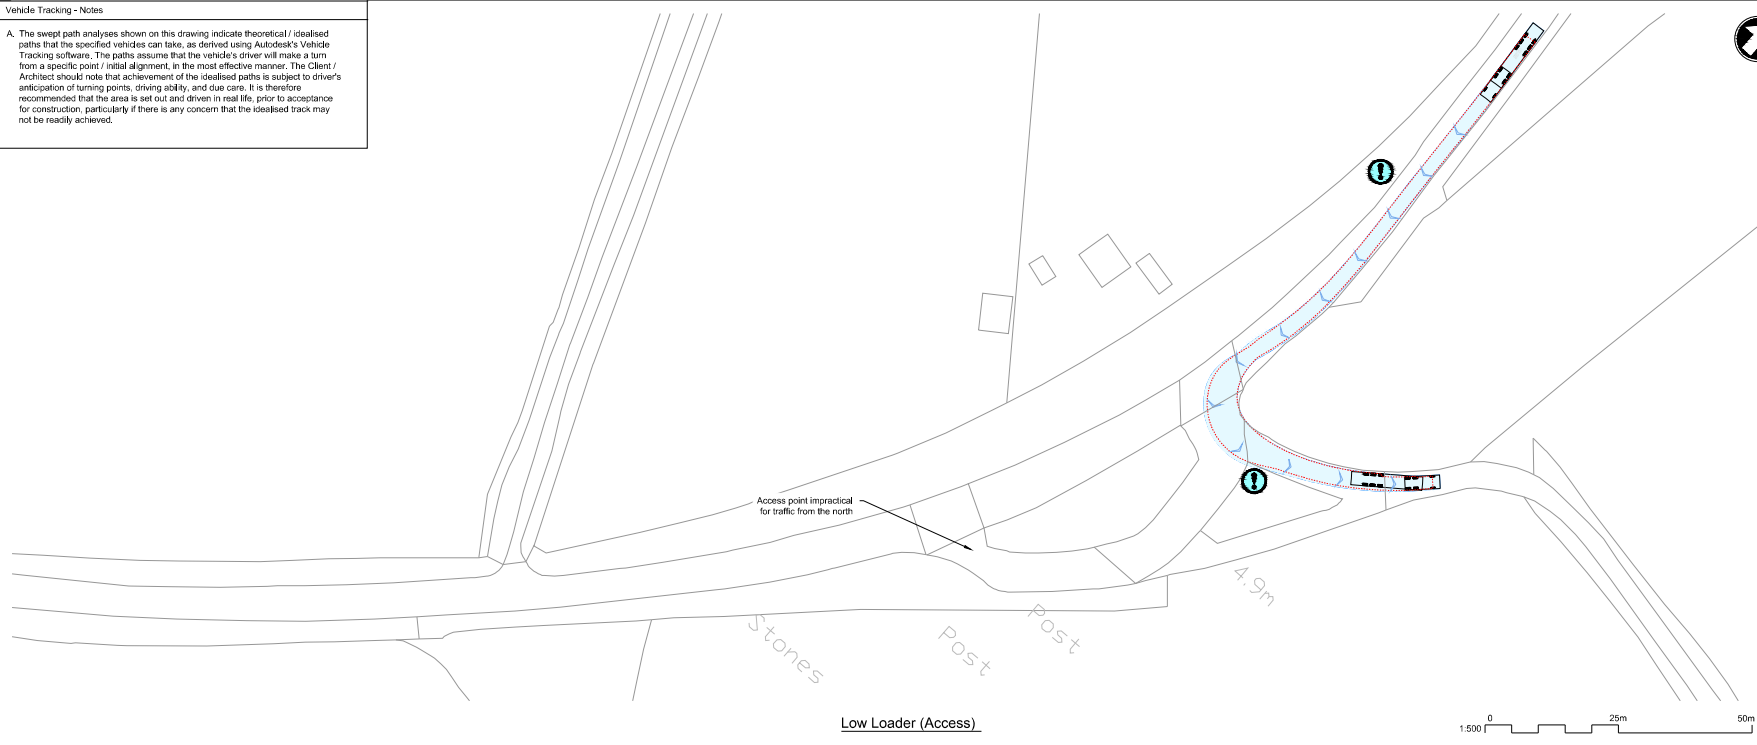 Vehicle Tracking - Notes
A. The swept path analyses shown on this drawing indicate theoretical / idealised
paths that the specified vehicles can take, as derived using Autodesk's Vehicle
Tracking software. The paths assume that the vehicle's driver will make a turn
from a specific point / initial alignment, in the most effective manner. The Client /
Architect should note that achievement of the idealised paths is subject to driver's
anticipation of turning points, driving ability, and due care. It is therefore
recommended that the area is set out and driven in real life, prior to acceptance
for construction, particularly if there is any concern that the idealised track may
not be readily achieved.
!
!
Access point impractical
for traffic from the north
4.9m
Post
Post
Stones
Low Loader (Access)
1:500
0
25m
50m